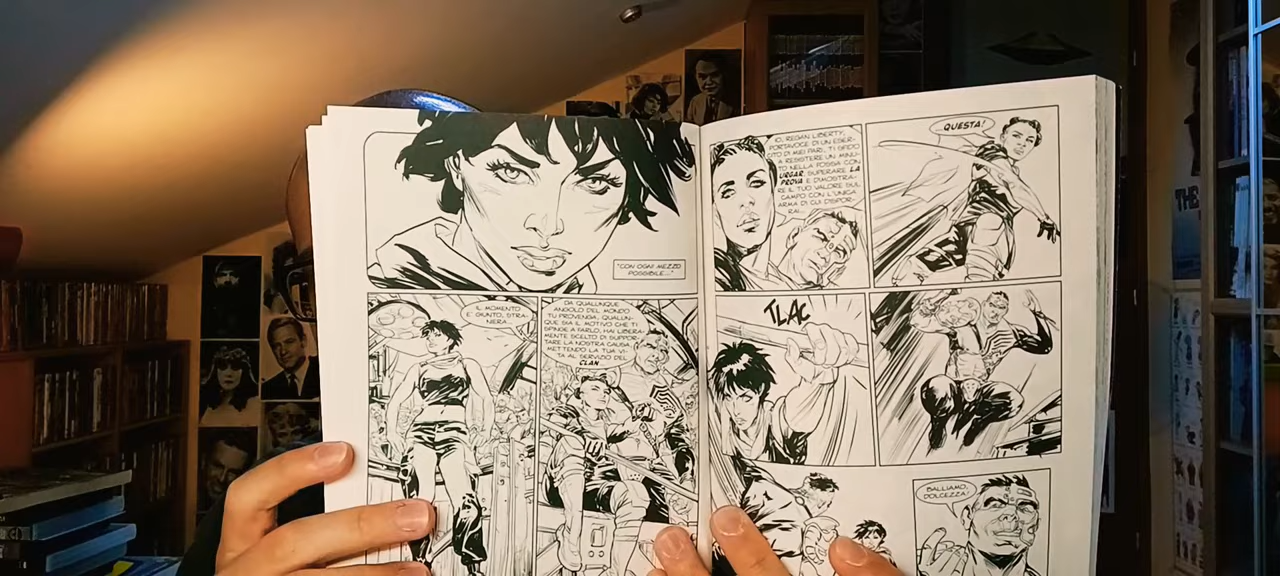 "CON OGNI MEZZO
POSSIBILE..."
MOMENTO
E' GIUNTO, STRA-
NIERA.
DA QUALUNQUE
ANGOLO DEL MONDO
TU PROVENGA, QUALUN-
QUE SIA IL MOTIVO CHE TI
SPINGE A FARLO, HAI LIBERA-
MENTE SCELTO DI SUPPOR-
TARE LA NOSTRA CAUSA,
METTENDO LA TUA VI-
TA AL SERVIZIO DEL
CLAN
IO, REGAN LIBERTY,
PORTAVOCE DI UN ESER-
CITO DI MIEI PARI, TI SFIDO
A RESISTERE UN MINU-
TO NELLA FOSSA CON
URGAR, SUPERARE LA
PROVA E DIMOSTRA-
RE IL TUO VALORE SUL
CAMPO CON L'UNICA
ARMA DI CUI DISPOR-
RAI...
QUESTA!
TLAC
BALLIAMO,
DOLCEZZA!
THE